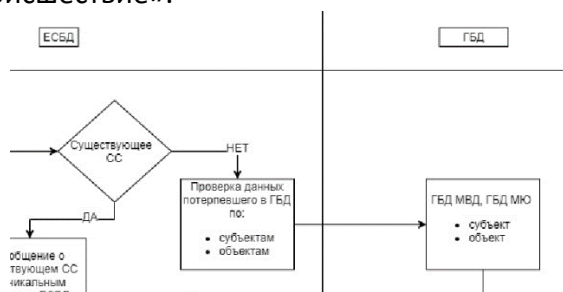 ЕСБД
ГБД
Существующее
СС
НЕТ
Проверка данных
потерпевшего в ГБД
по:
• субъектам
• объектам
ГБД МВД, ГБД МЮ
• субъект
• объект
ДА
СС